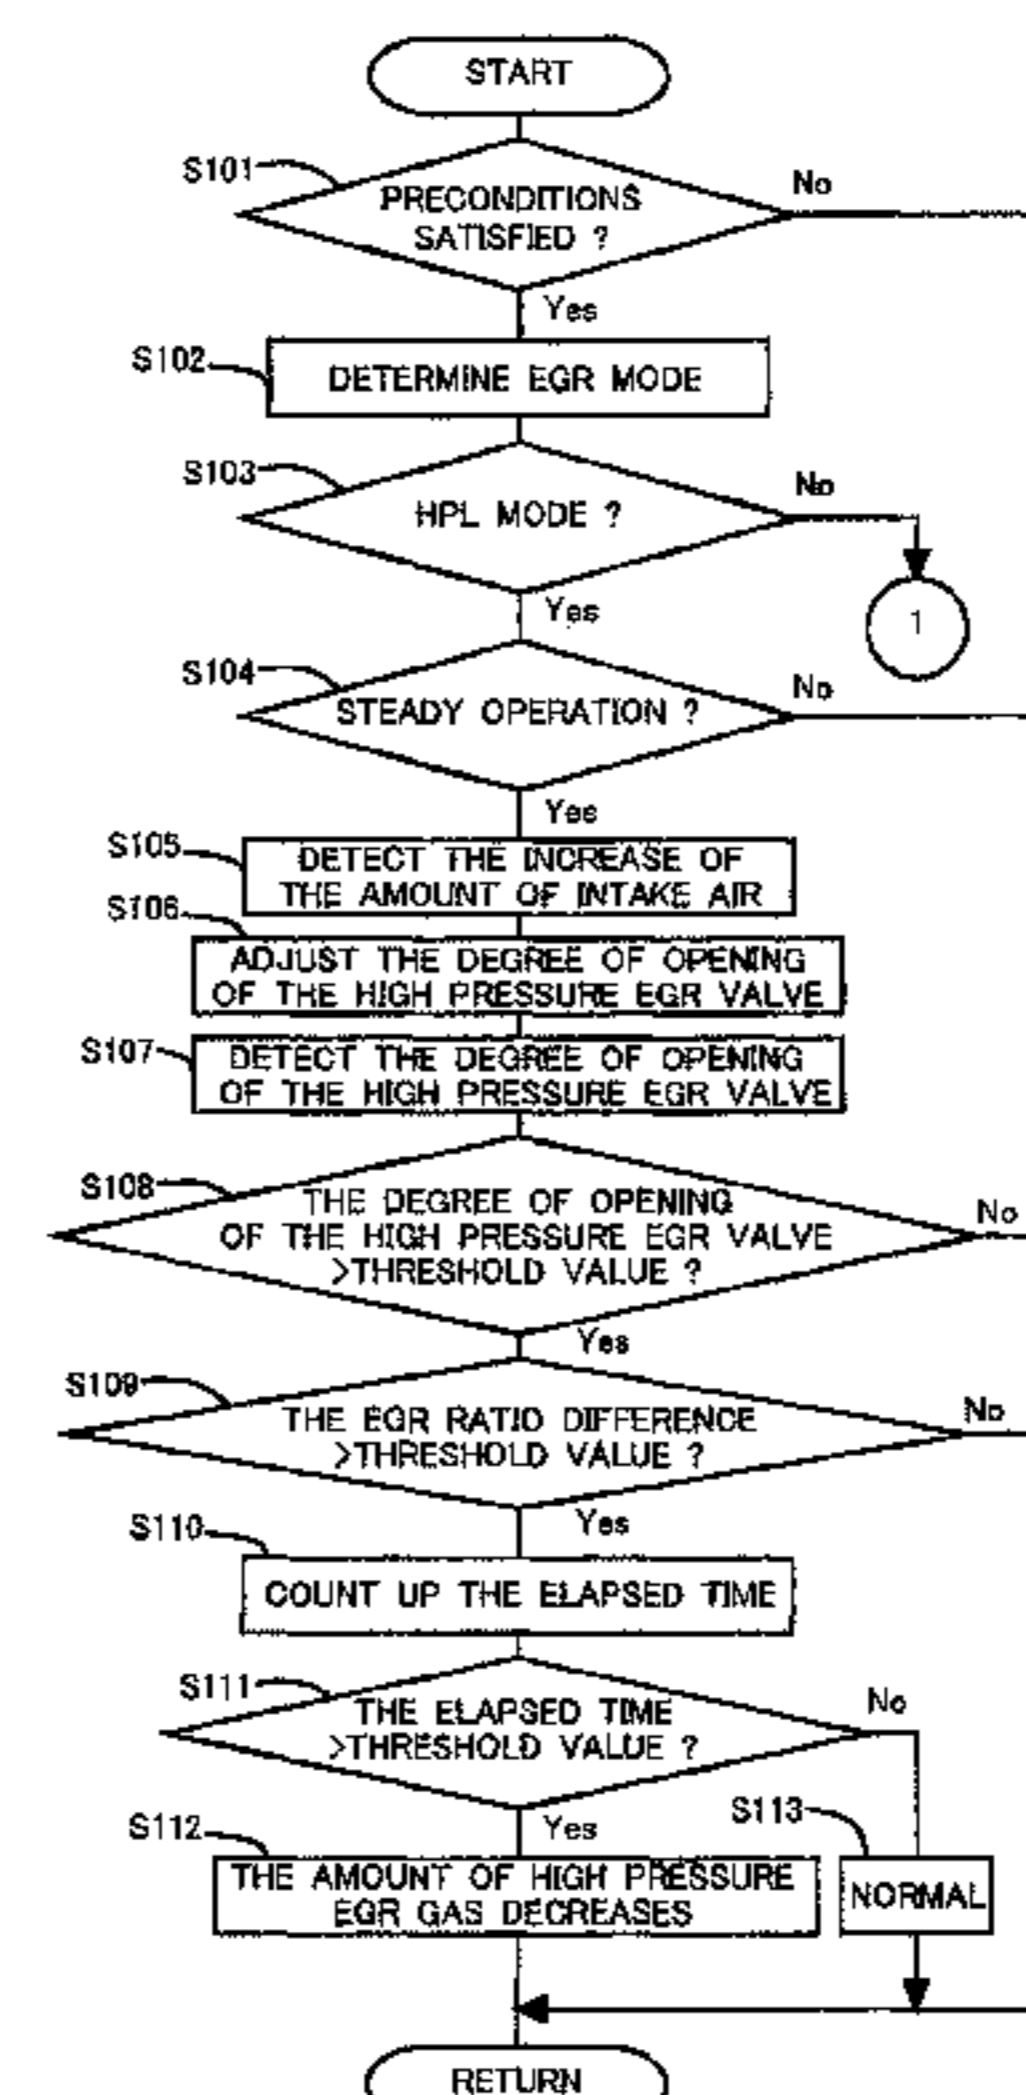 START
S101
PRECONDITIONS
SATISFIED ?
No
Yes
S102
DETERMINE EGR MODE
S103
HPL MODE ?
No
1
Yes
S104
STEADY OPERATION ?
No
Yes
S105
DETECT THE INCREASE OF
THE AMOUNT OF INTAKE AIR
S106
ADJUST THE DEGREE OF OPENING
OF THE HIGH PRESSURE EGR VALVE
S107
DETECT THE DEGREE OF OPENING
OF THE HIGH PRESSURE EGR VALVE
S108
THE DEGREE OF OPENING
OF THE HIGH PRESSURE EGR VALVE
>THRESHOLD VALUE ?
No
Yes
S109
THE EGR RATIO DIFFERENCE
>THRESHOLD VALUE ?
No
Yes
S110
COUNT UP THE ELAPSED TIME
S111
THE ELAPSED TIME
>THRESHOLD VALUE ?
No
Yes
S112
THE AMOUNT OF HIGH PRESSURE
EGR GAS DECREASES
S113
NORMAL
RETURN